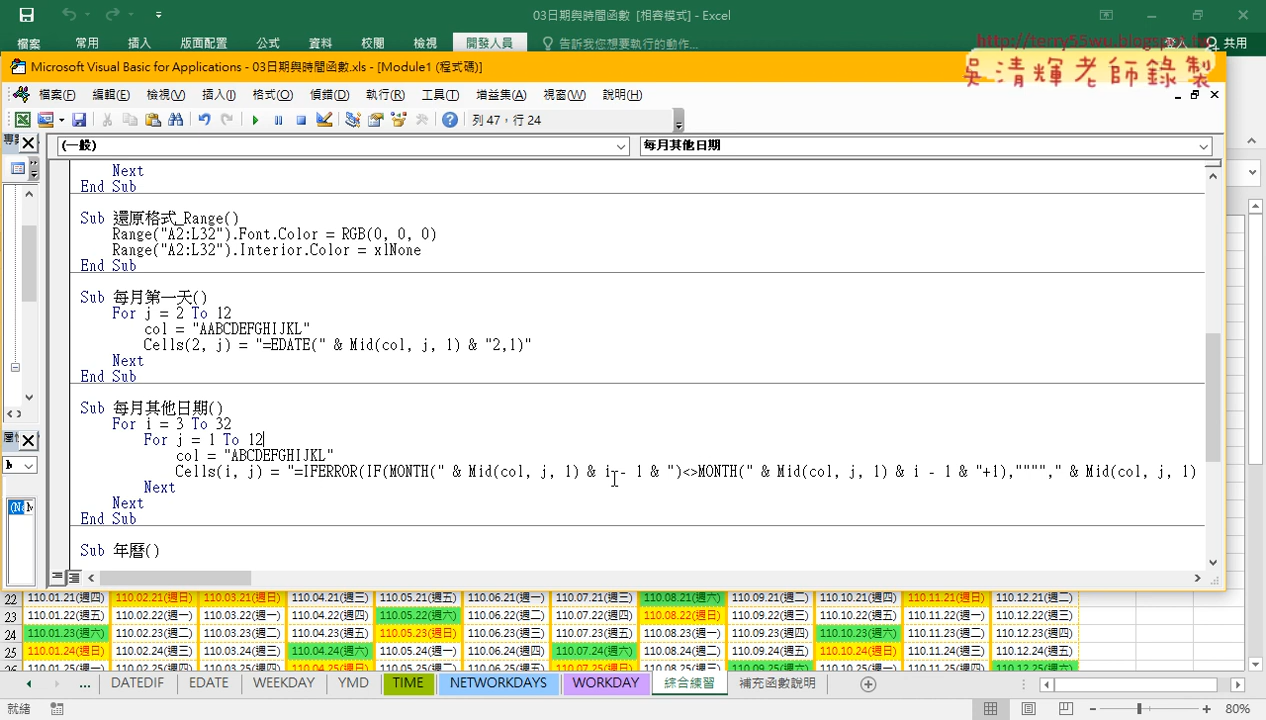 03日期與時間函數 [相容模式] - Excel
檔案 常用 插入 版面配置 公式 資料 校閱 檢視 開發人員 告訴我您想要執行的動作... 登入 共用
http://terry55wu.blogspot.tw
吳清輝老師錄製
Microsoft Visual Basic for Applications - 03日期與時間函數.xls - [Module1 (程式碼)]
檔案(F) 編輯(E) 檢視(V) 插入(I) 格式(O) 偵錯(D) 執行(R) 工具(T) 增益集(A) 視窗(W) 說明(H)
列 47，行 24
(一般) 每月其他日期
Next
End Sub
Sub 還原格式_Range()
Range("A2:L32").Font.Color = RGB(0, 0, 0)
Range("A2:L32").Interior.Color = xlNone
End Sub
Sub 每月第一天()
For j = 2 To 12
col = "AABCDEFGHIJKL"
Cells(2, j) = "=EDATE(" & Mid(col, j, 1) & "2,1)"
Next
End Sub
Sub 每月其他日期()
For i = 3 To 32
For j = 1 To 12
col = "ABCDEFGHIJKL"
Cells(i, j) = "=IFERROR(IF(MONTH(" & Mid(col, j, 1) & i - 1 & ")<>MONTH(" & Mid(col, j, 1) & i - 1 & "+1),""""," & Mid(col, j, 1)
Next
Next
End Sub
Sub 年曆()
22 110.01.21(週四) 110.02.21(週日) 110.03.21(週日) 110.04.21(週三) 110.05.21(週五) 110.06.21(週一) 110.07.21(週三) 110.08.21(週六) 110.09.21(週二) 110.10.21(週四) 110.11.21(週日) 110.12.21(週二)
23 110.01.22(週五) 110.02.22(週一) 110.03.22(週一) 110.04.22(週四) 110.05.22(週六) 110.06.22(週二) 110.07.22(週四) 110.08.22(週日) 110.09.22(週三) 110.10.22(週五) 110.11.22(週一) 110.12.22(週三)
24 110.01.23(週六) 110.02.23(週二) 110.03.23(週二) 110.04.23(週五) 110.05.23(週日) 110.06.23(週三) 110.07.23(週五) 110.08.23(週一) 110.09.23(週四) 110.10.23(週六) 110.11.23(週二) 110.12.23(週四)
25 110.01.24(週日) 110.02.24(週三) 110.03.24(週三) 110.04.24(週六) 110.05.24(週一) 110.06.24(週四) 110.07.24(週六) 110.08.24(週二) 110.09.24(週五) 110.10.24(週日) 110.11.24(週三) 110.12.24(週五)
... DATEDIF EDATE WEEKDAY YMD TIME NETWORKDAYS WORKDAY 綜合練習 補充函數說明
就緒 80%